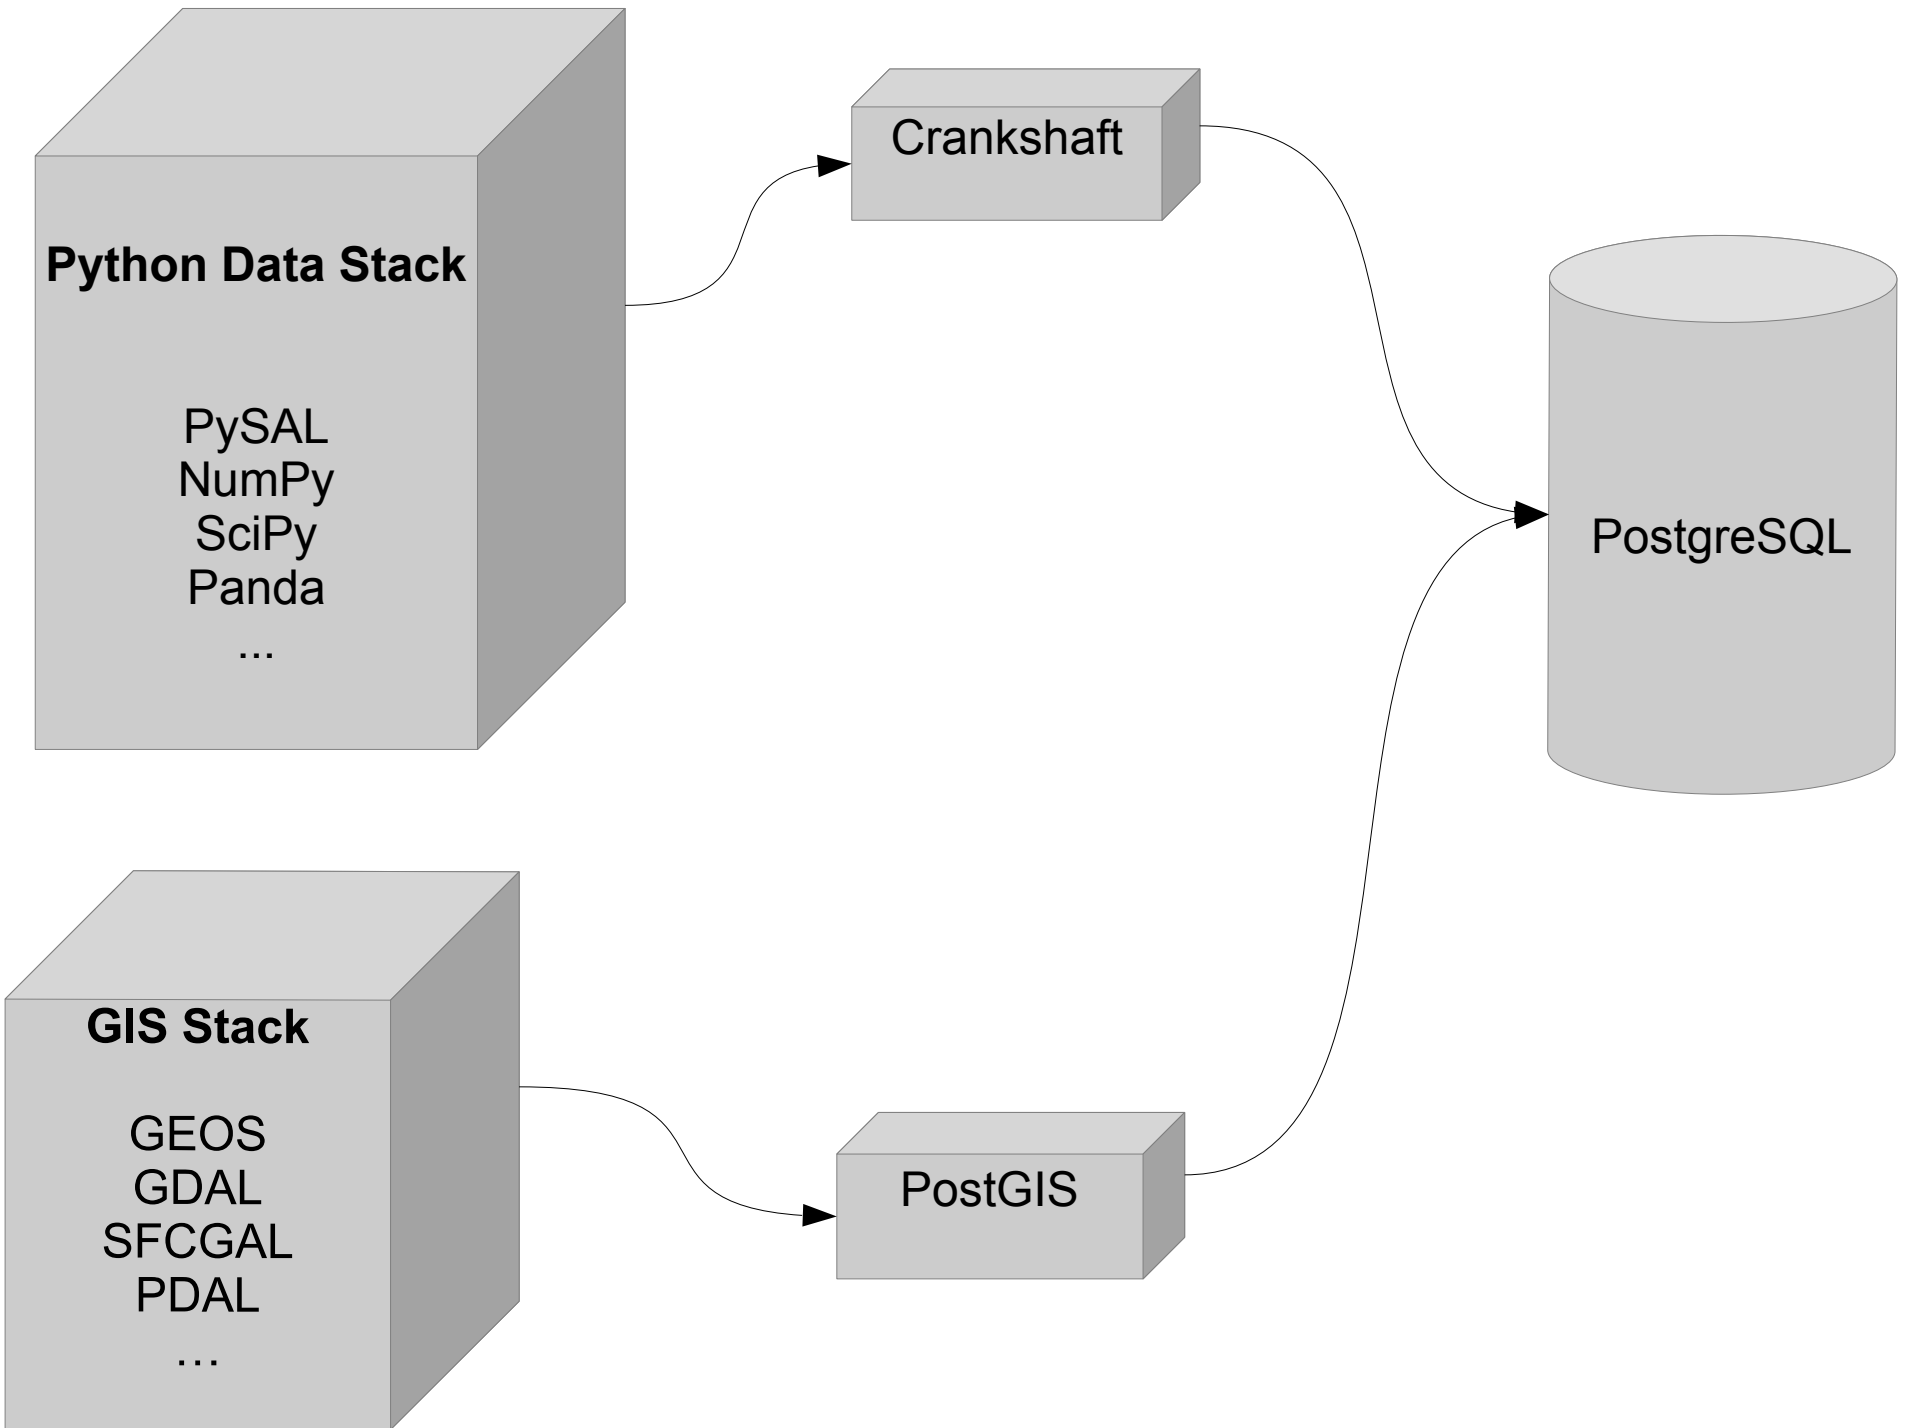 Python Data Stack
PySAL
NumPy
SciPy
Panda
...
Crankshaft
PostgreSQL
GIS Stack
GEOS
GDAL
SFCGAL
PDAL
…
PostGIS